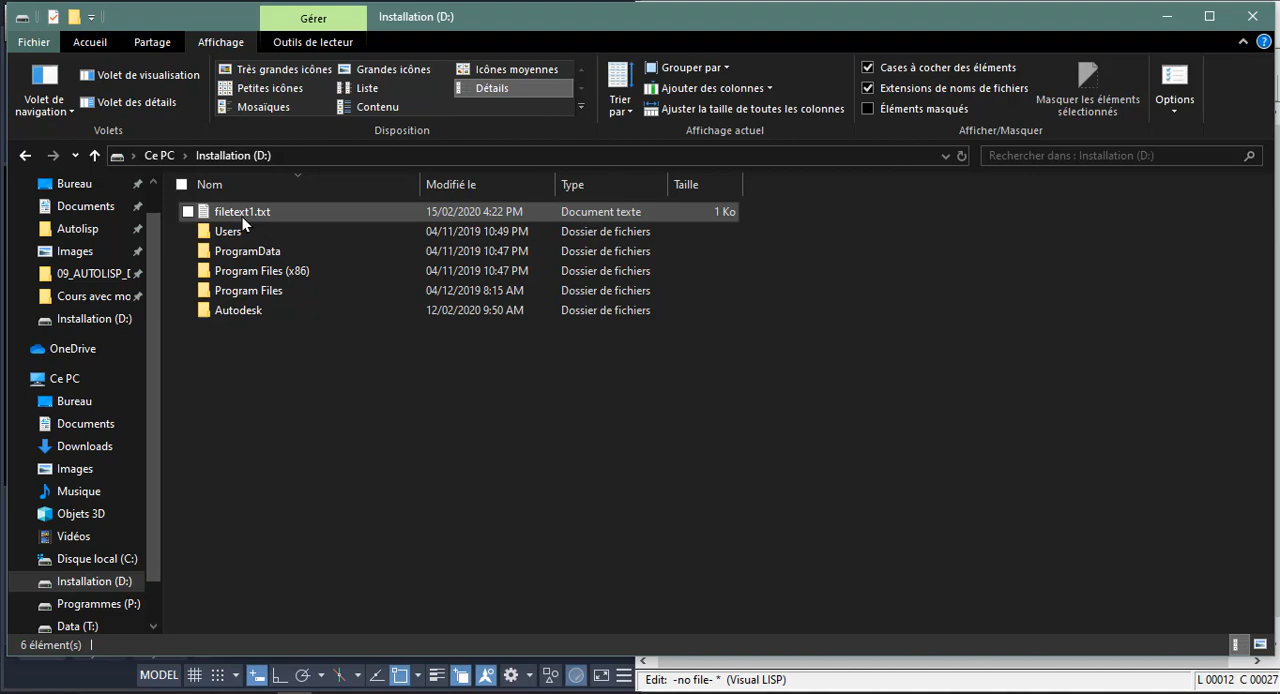 Gérer
Installation (D:)
Fichier
Accueil
Partage
Affichage
Outils de lecteur
Volet de navigation
Volet de visualisation
Volet des détails
Volets
Très grandes icônes
Grandes icônes
Icônes moyennes
Petites icônes
Liste
Détails
Mosaïques
Contenu
Disposition
Trier par
Grouper par
Ajouter des colonnes
Ajuster la taille de toutes les colonnes
Affichage actuel
Cases à cocher des éléments
Extensions de noms de fichiers
Éléments masqués
Masquer les éléments sélectionnés
Options
Afficher/Masquer
Ce PC > Installation (D:)
Rechercher dans : Installation (D:)
Bureau
Documents
Autolisp
Images
09_AUTOLISP_D
Cours avec mo
Installation (D:)
OneDrive
Ce PC
Bureau
Documents
Téléchargements
Images
Musique
Objets 3D
Vidéos
Disque local (C:)
Installation (D:)
Programmes (P:)
Data (T:)
Nom Modifié le Type Taille
filetext1.txt 15/02/2020 4:22 PM Document texte 1 Ko
Users 04/11/2019 10:49 PM Dossier de fichiers
ProgramData 04/11/2019 10:47 PM Dossier de fichiers
Program Files (x86) 04/11/2019 10:47 PM Dossier de fichiers
Program Files 04/12/2019 8:15 AM Dossier de fichiers
Autodesk 12/02/2020 9:50 AM Dossier de fichiers
6 élément(s)
MODEL
Edit: -no file- * (Visual LISP)
L 00012 C 00027